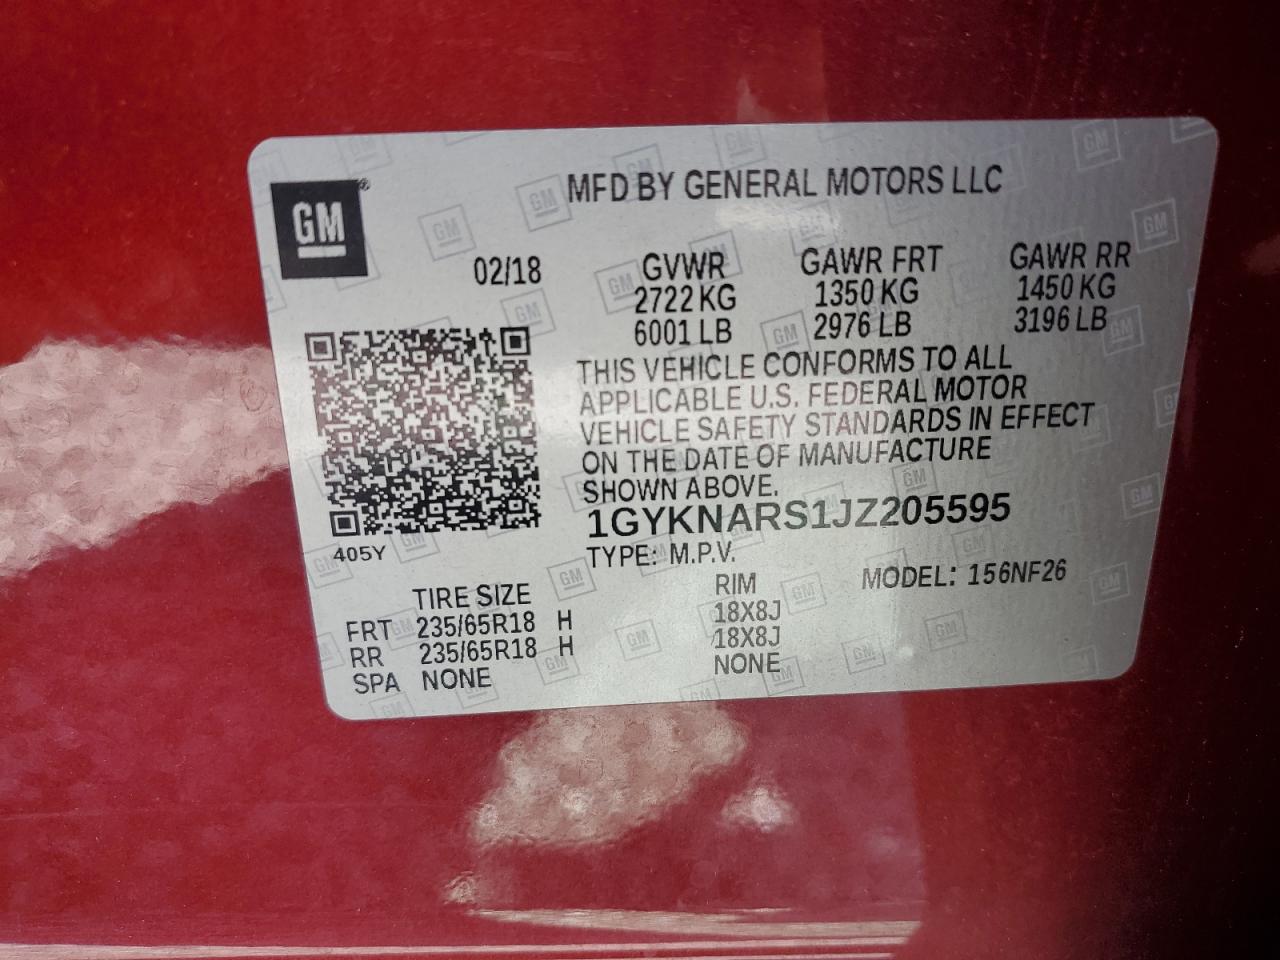 GM®
MFD BY GENERAL MOTORS LLC
02/18
GVWR GAWR FRT GAWR RR
2722 KG 1350 KG 1450 KG
6001 LB 2976 LB 3196 LB
THIS VEHICLE CONFORMS TO ALL
APPLICABLE U.S. FEDERAL MOTOR
VEHICLE SAFETY STANDARDS IN EFFECT
ON THE DATE OF MANUFACTURE
SHOWN ABOVE.
1GYKNARS1JZ205595
405Y
TYPE: M.P.V.
MODEL: 156NF26
TIRE SIZE RIM
FRT 235/65R18 H 18X8J
RR 235/65R18 H 18X8J
SPA NONE NONE